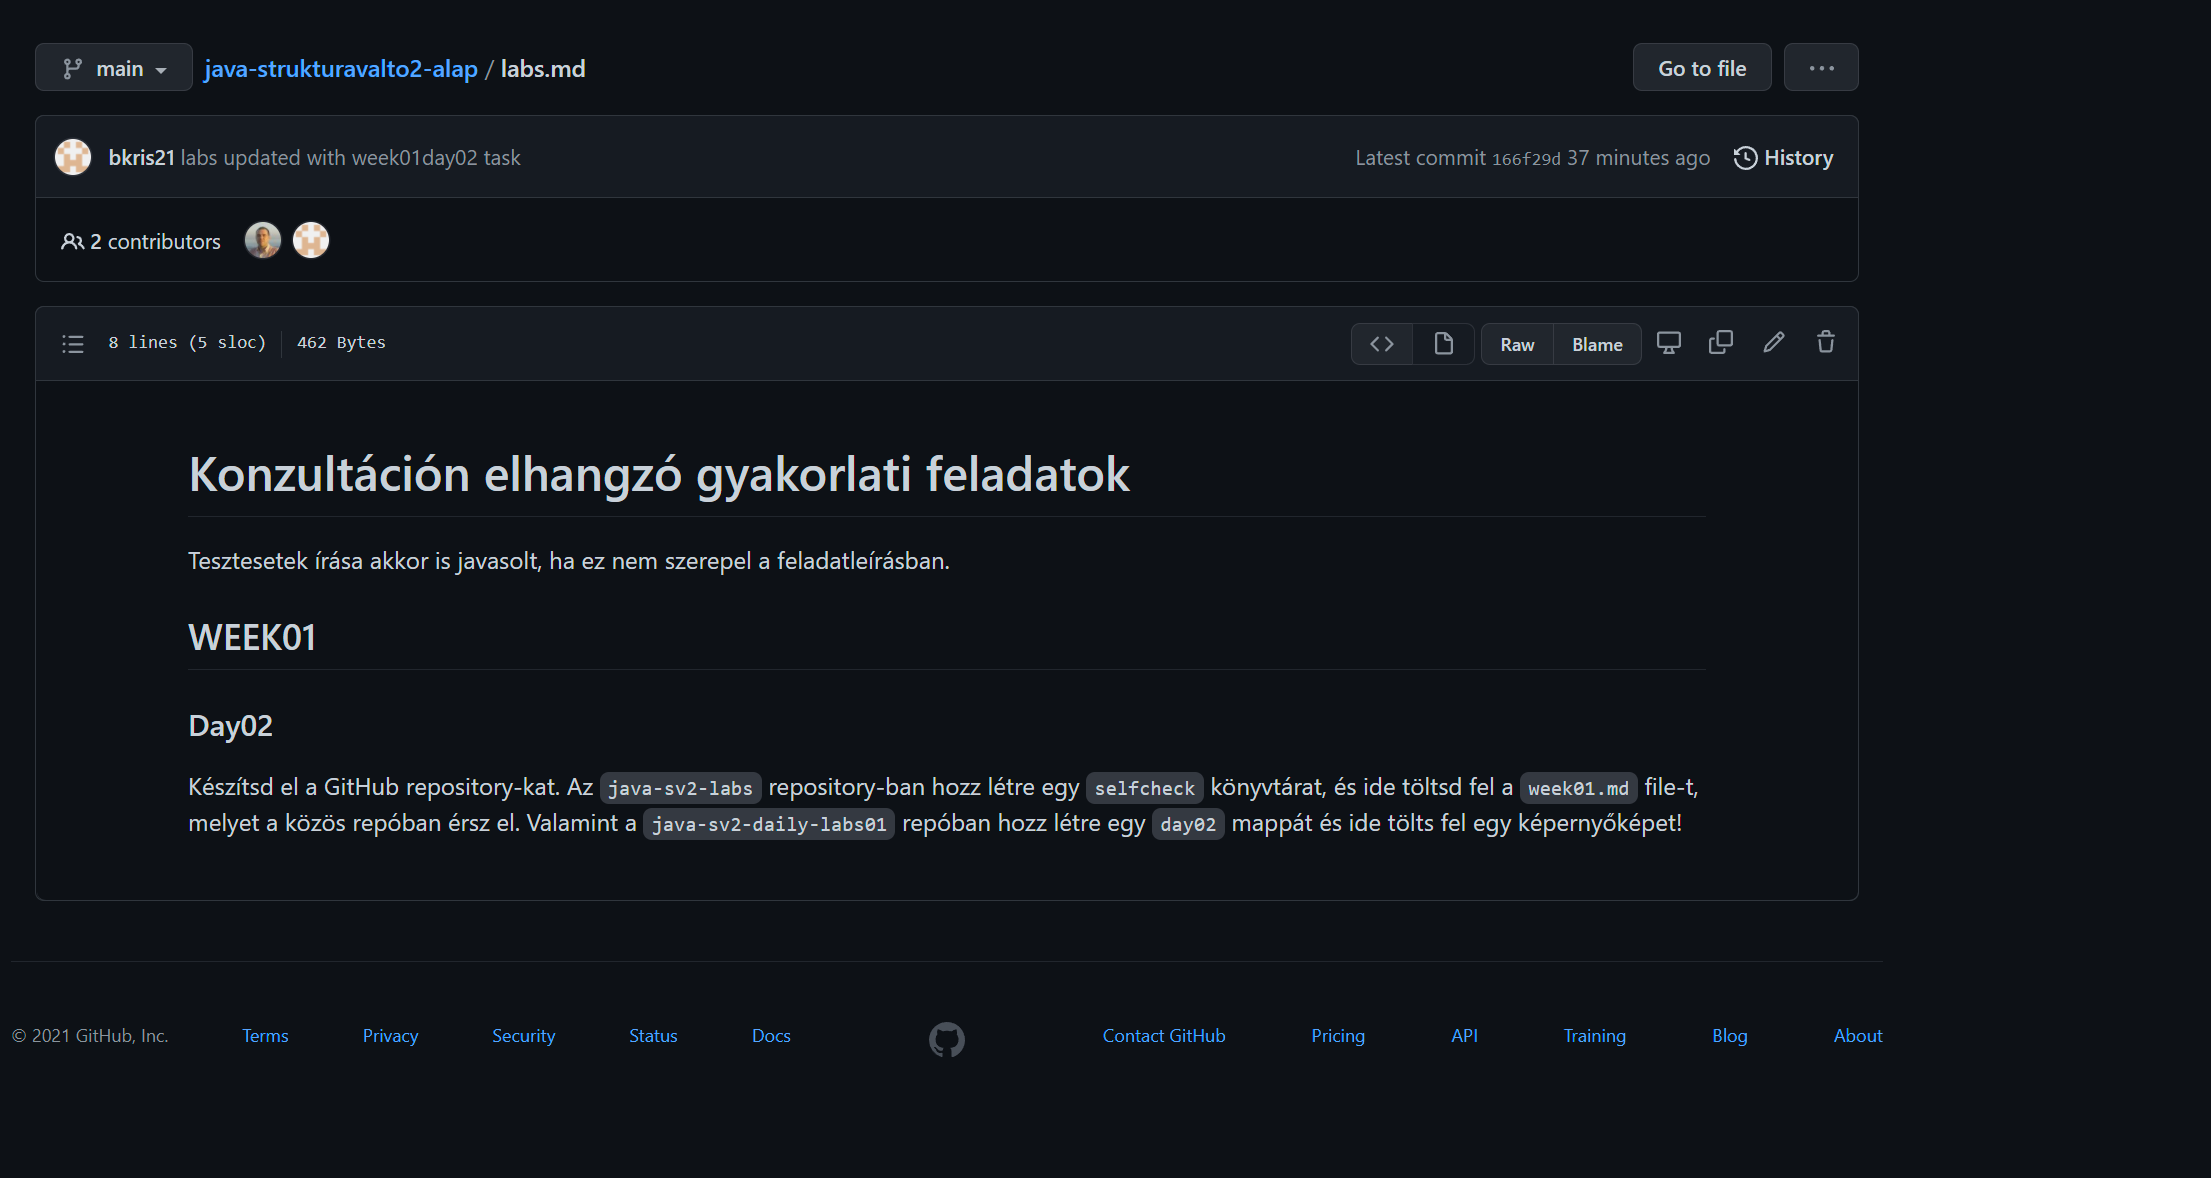 main
java-strukturavalto2-alap / labs.md
Go to file
bkris21 labs updated with week01day02 task
Latest commit 166f29d 37 minutes ago
History
2 contributors
8 lines (5 sloc)
462 Bytes
Raw
Blame
Konzultáción elhangzó gyakorlati feladatok
Tesztesetek írása akkor is javasolt, ha ez nem szerepel a feladatleírásban.
WEEK01
Day02
Készítsd el a GitHub repository-kat. Az java-sv2-labs repository-ban hozz létre egy selfcheck könyvtárat, és ide töltsd fel a week01.md file-t,
melyet a közös repóban érsz el. Valamint a java-sv2-daily-labs01 repóban hozz létre egy day02 mappát és ide tölts fel egy képernyőképet!
© 2021 GitHub, Inc.
Terms
Privacy
Security
Status
Docs
Contact GitHub
Pricing
API
Training
Blog
About